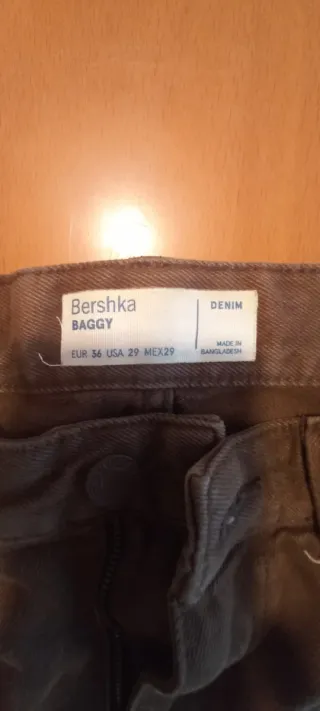 Bershka
BAGGY
DENIM
MADE IN
BANGLADESH
EUR 36 USA 29 MEX29